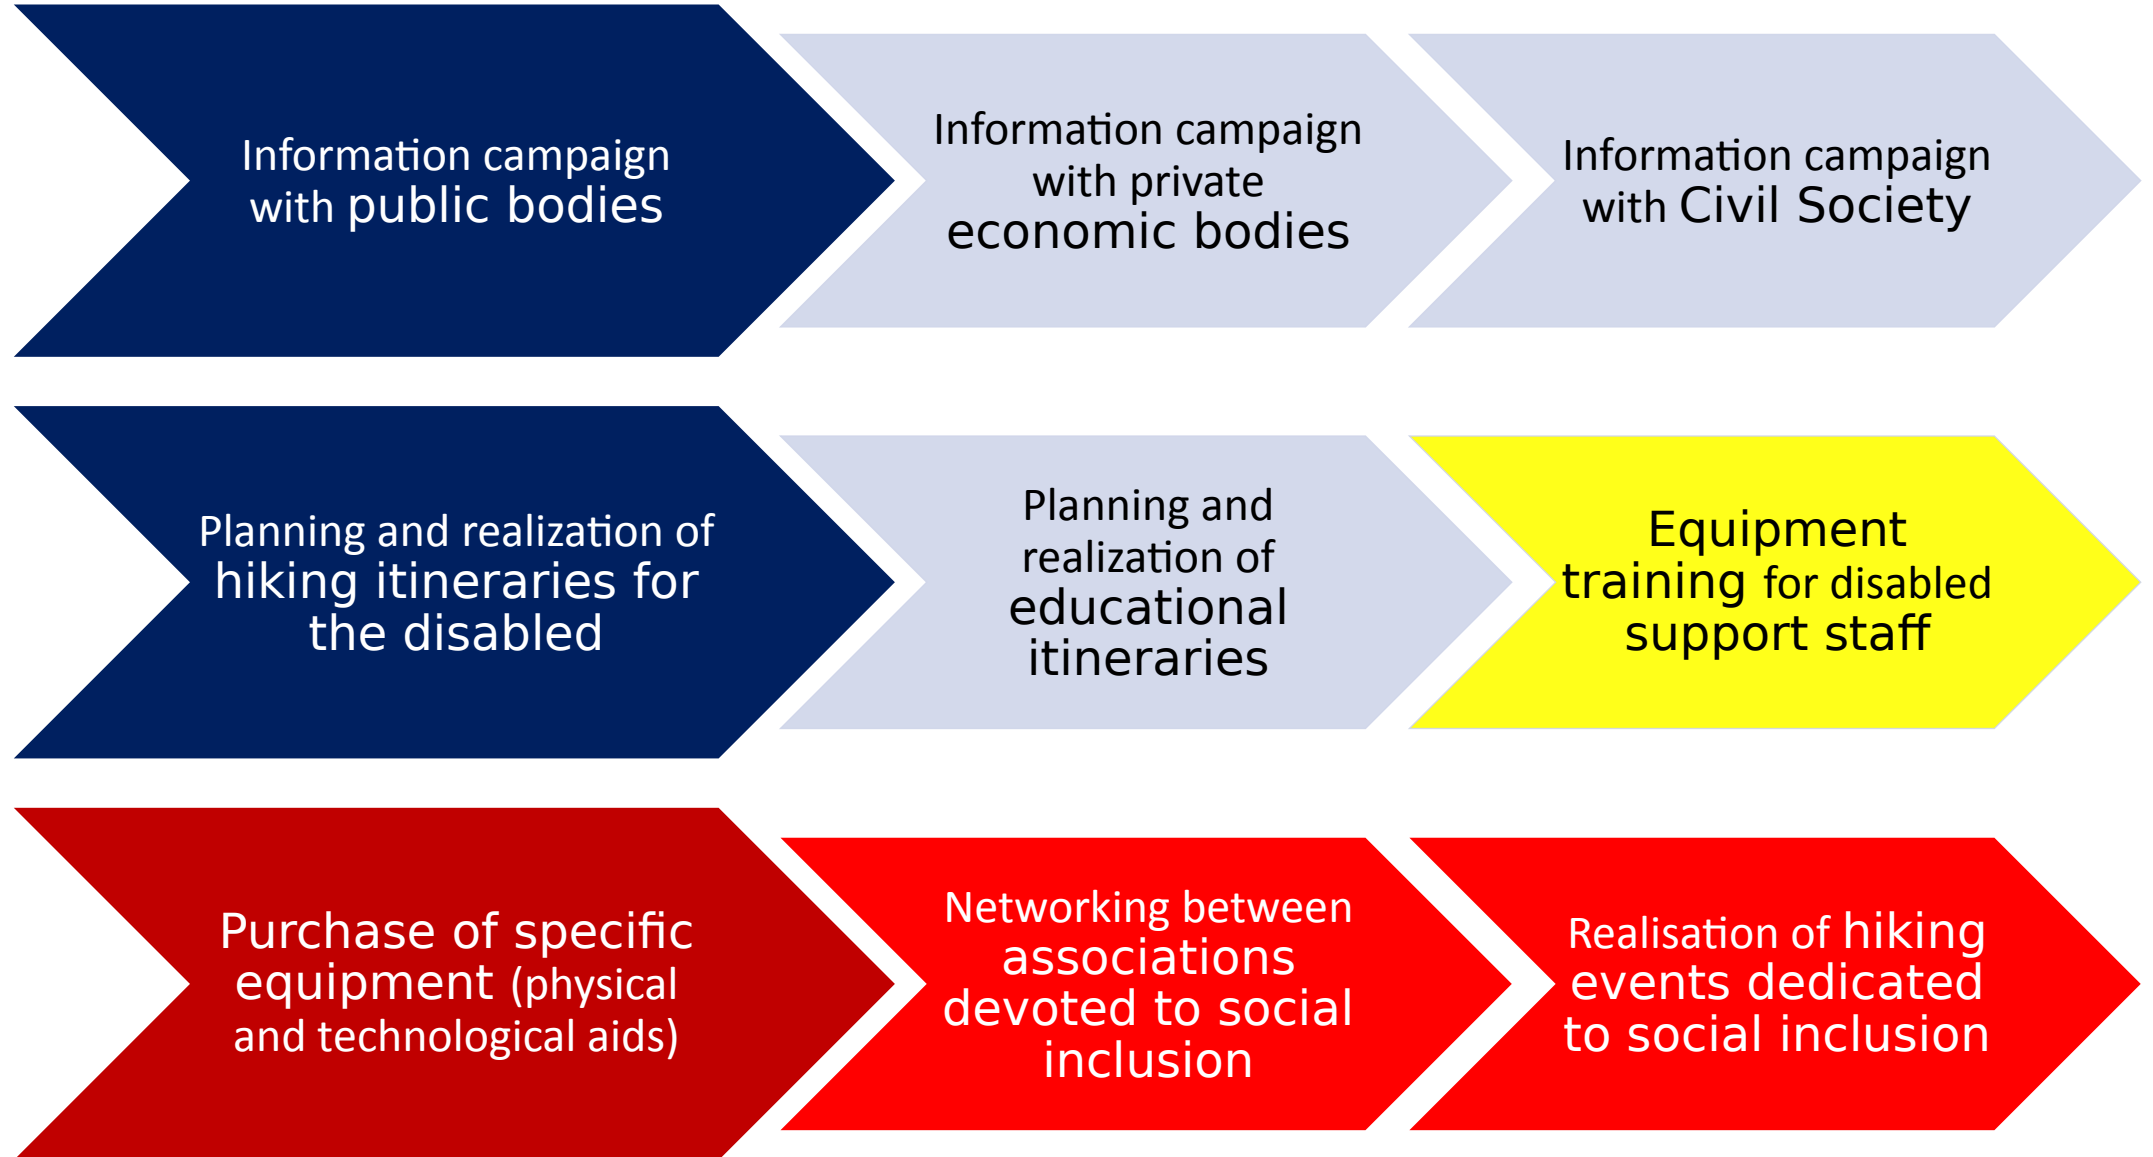 Information campaign
with public bodies
Information campaign
with private
economic bodies
Information campaign
with Civil Society
Planning and realization of
hiking itineraries for
the disabled
Planning and
realization of
educational
itineraries
Equipment
training for disabled
support staff
Purchase of specific
equipment (physical
and technological aids)
Networking between
associations
devoted to social
inclusion
Realisation of hiking
events dedicated
to social inclusion